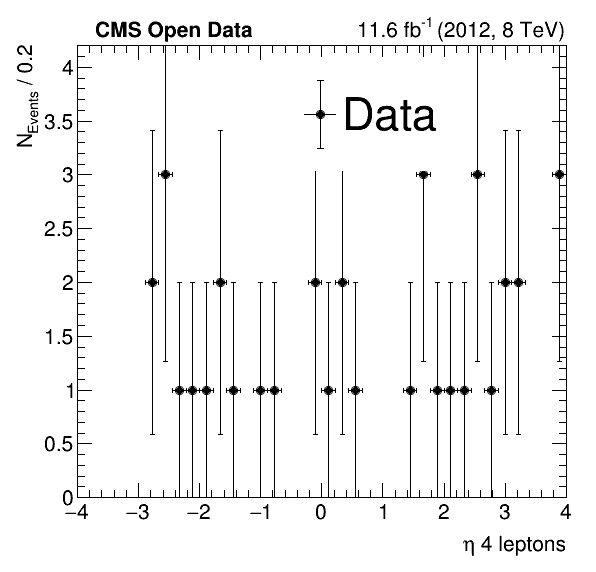 CMS Open Data 11.6 fb⁻¹ (2012, 8 TeV)
N_Events / 0.2
Data
4
3.5
3
2.5
2
1.5
1
0.5
0
−4 −3 −2 −1 0 1 2 3 4
η 4 leptons